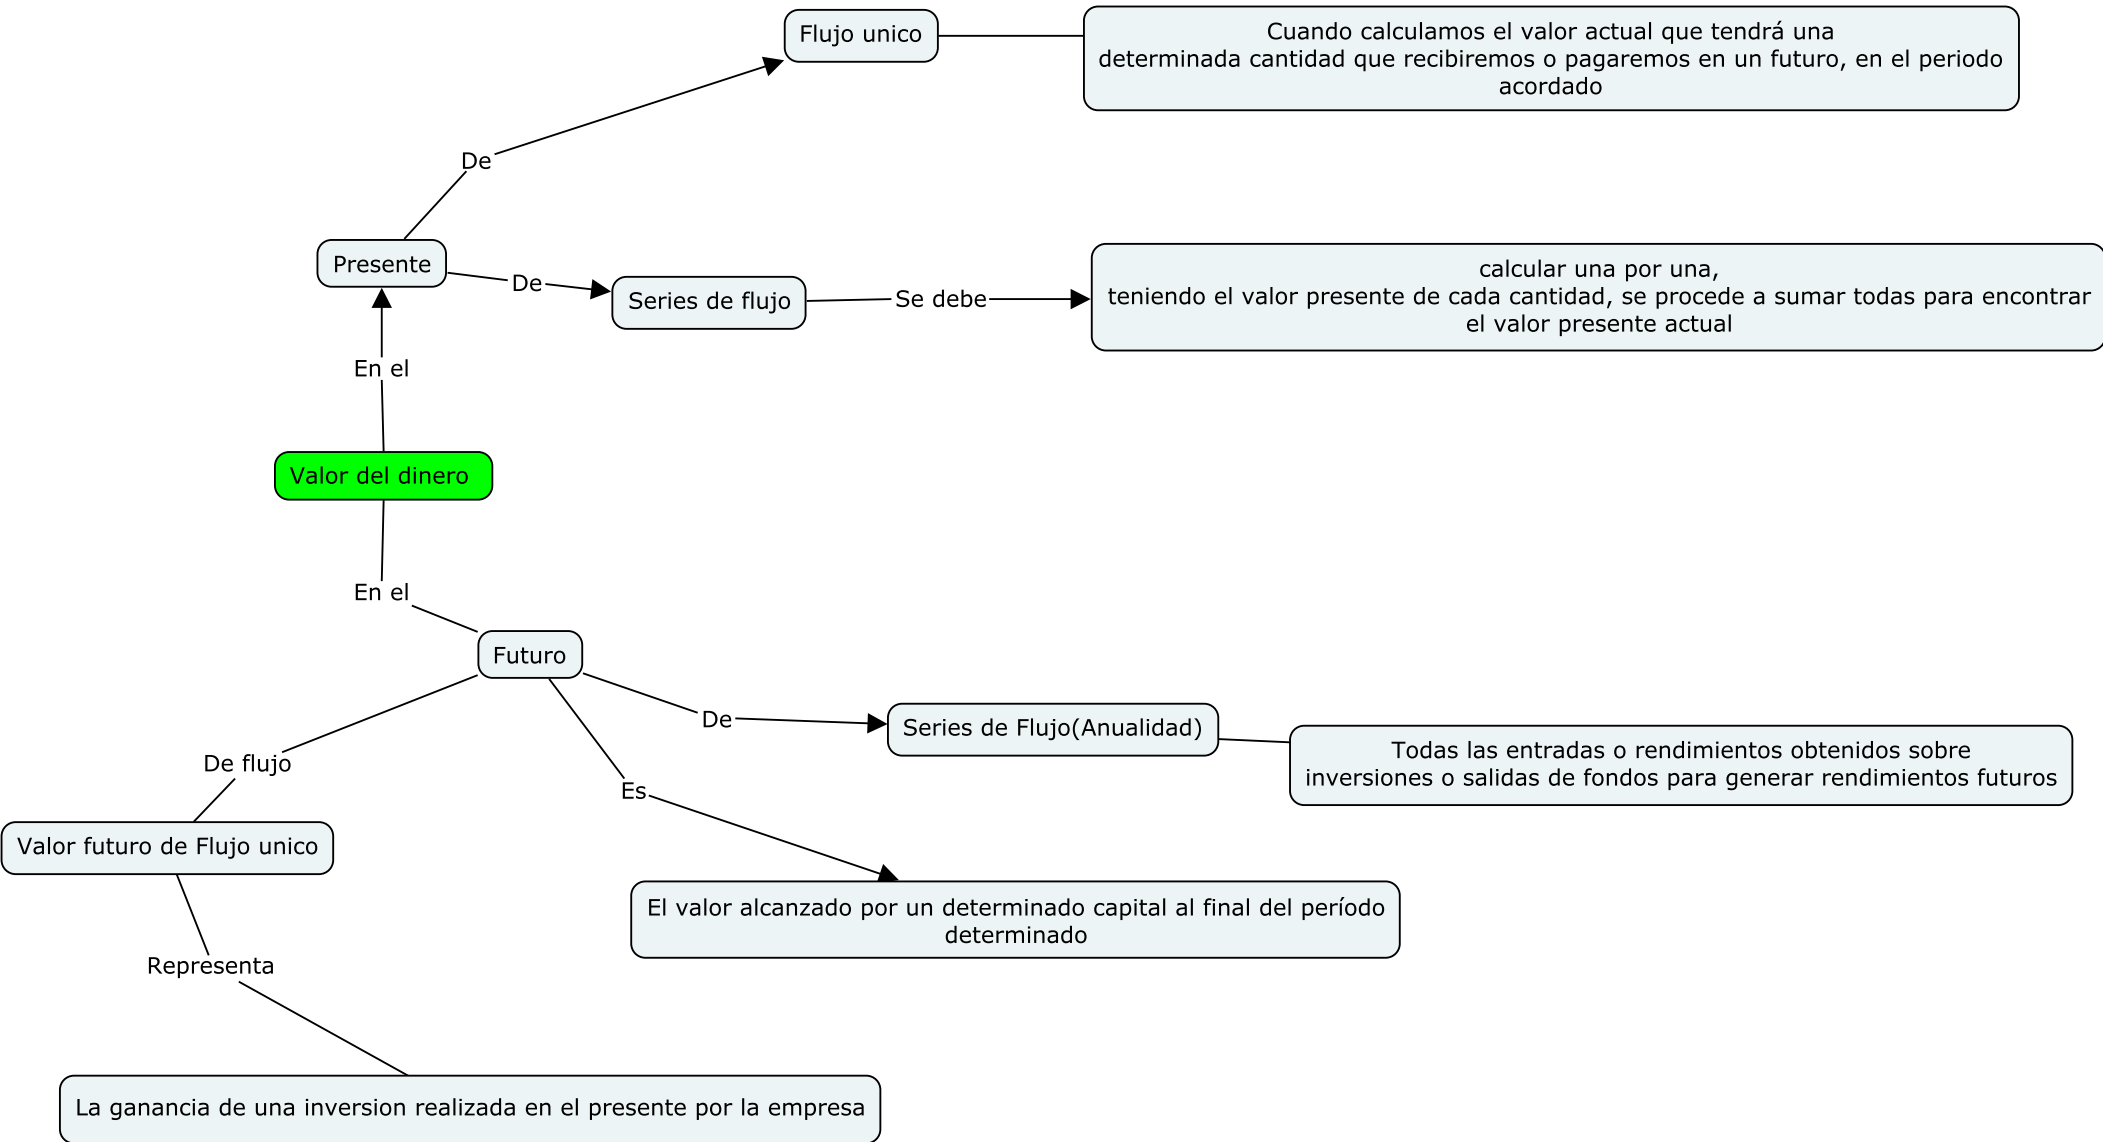 Flujo unico
Cuando calculamos el valor actual que tendrá una
determinada cantidad que recibiremos o pagaremos en un futuro, en el periodo
acordado
De
Presente
De
Series de flujo
Se debe
calcular una por una,
teniendo el valor presente de cada cantidad, se procede a sumar todas para encontrar
el valor presente actual
En el
Valor del dinero
En el
Futuro
De
Series de Flujo(Anualidad)
Todas las entradas o rendimientos obtenidos sobre
inversiones o salidas de fondos para generar rendimientos futuros
De flujo
Es
Valor futuro de Flujo unico
El valor alcanzado por un determinado capital al final del período
determinado
Representa
La ganancia de una inversion realizada en el presente por la empresa